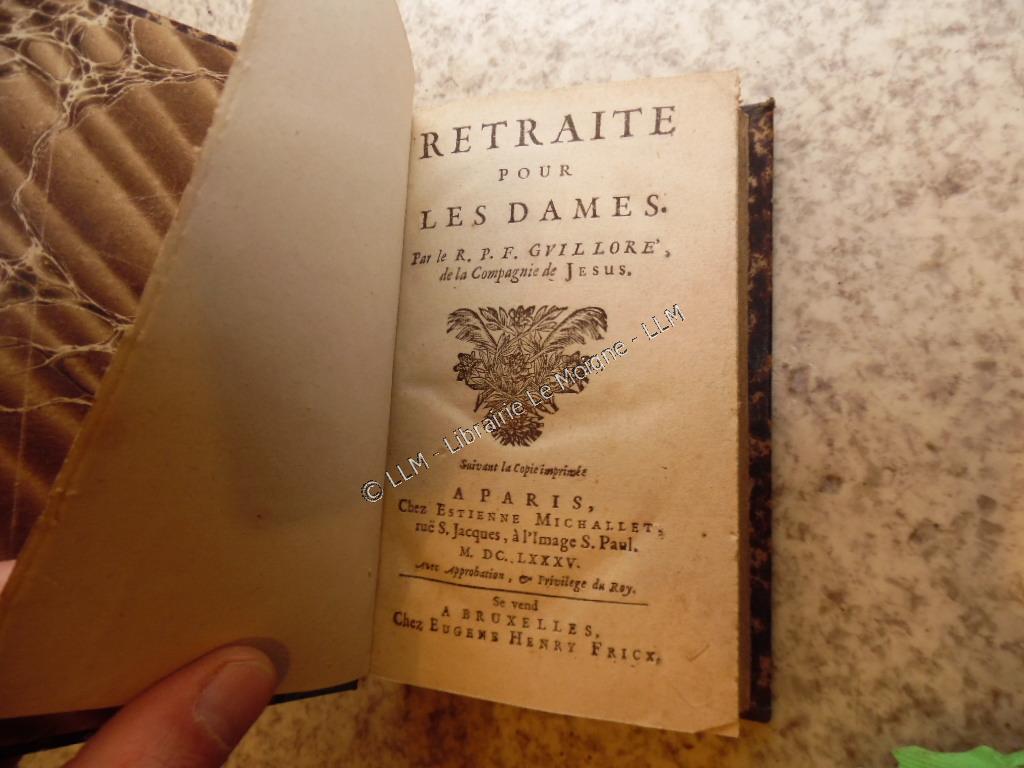 RETRAITE
POUR
LES DAMES.
Par le R. P. F. GVILLORE',
de la Compagnie de JESUS.
© LLM - Librairie Le Moigne - LLM
Suivant la Copie imprimée
A PARIS,
Chez ESTIENNE MICHALLET,
ruë S. Jacques, à l'Image S. Paul.
M. DC. LXXXV.
Avec Approbation, & Privilege du Roy.
Se vend
A BRUXELLES,
Chez EUGENE HENRY FRICX,